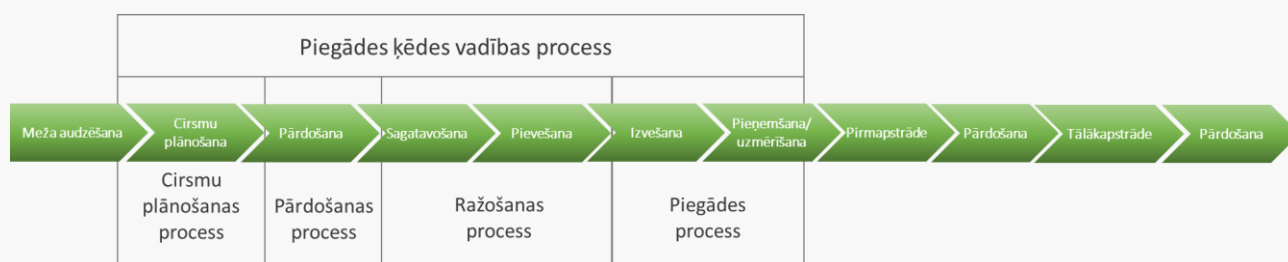 Piegādes ķēdes vadības process
Meža audzēšana
Cirsmu
plānošana
Pārdošana
Sagatavošana
Pievešana
Izvešana
Pieņemšana/
uzmērīšana
Pirmapstrāde
Pārdošana
Tālākapstrāde
Pārdošana
Cirsmu
plānošanas
process
Pārdošanas
process
Ražošanas
process
Piegādes
process